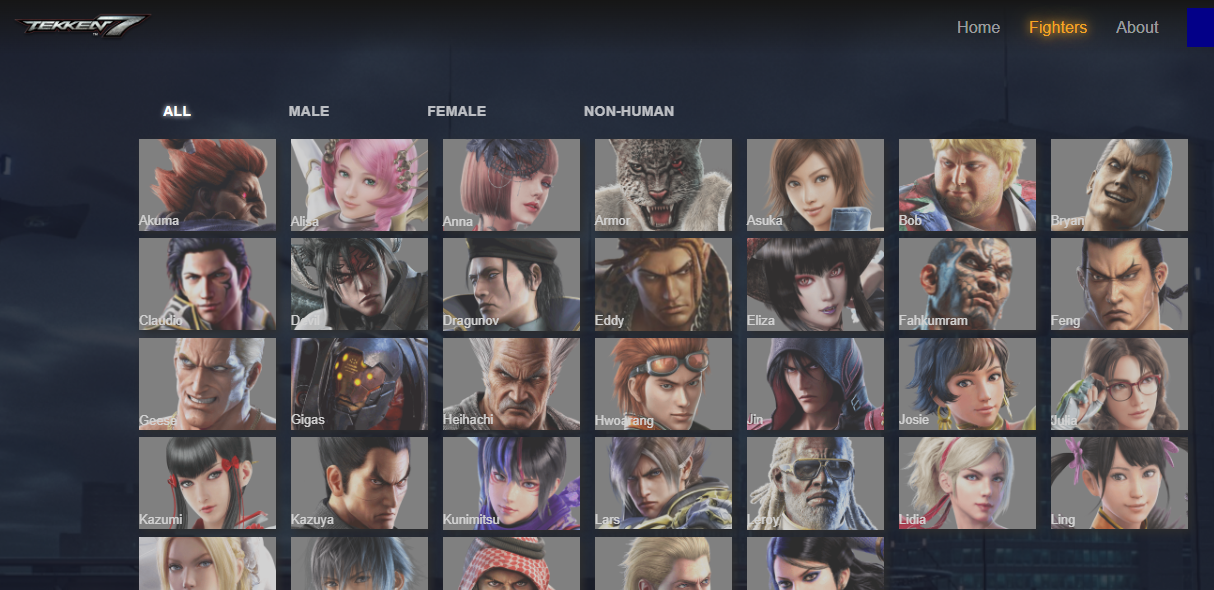 TEKKEN 7
Home Fighters About
ALL MALE FEMALE NON-HUMAN
Akuma Alisa Anna Armor Asuka Bob Bryan
Claudio Devil Dragunov Eddy Eliza Fahkumram Feng
Geese Gigas Heihachi Hwoarang Jin Josie Julia
Kazumi Kazuya Kunimitsu Lars Leroy Lidia Ling